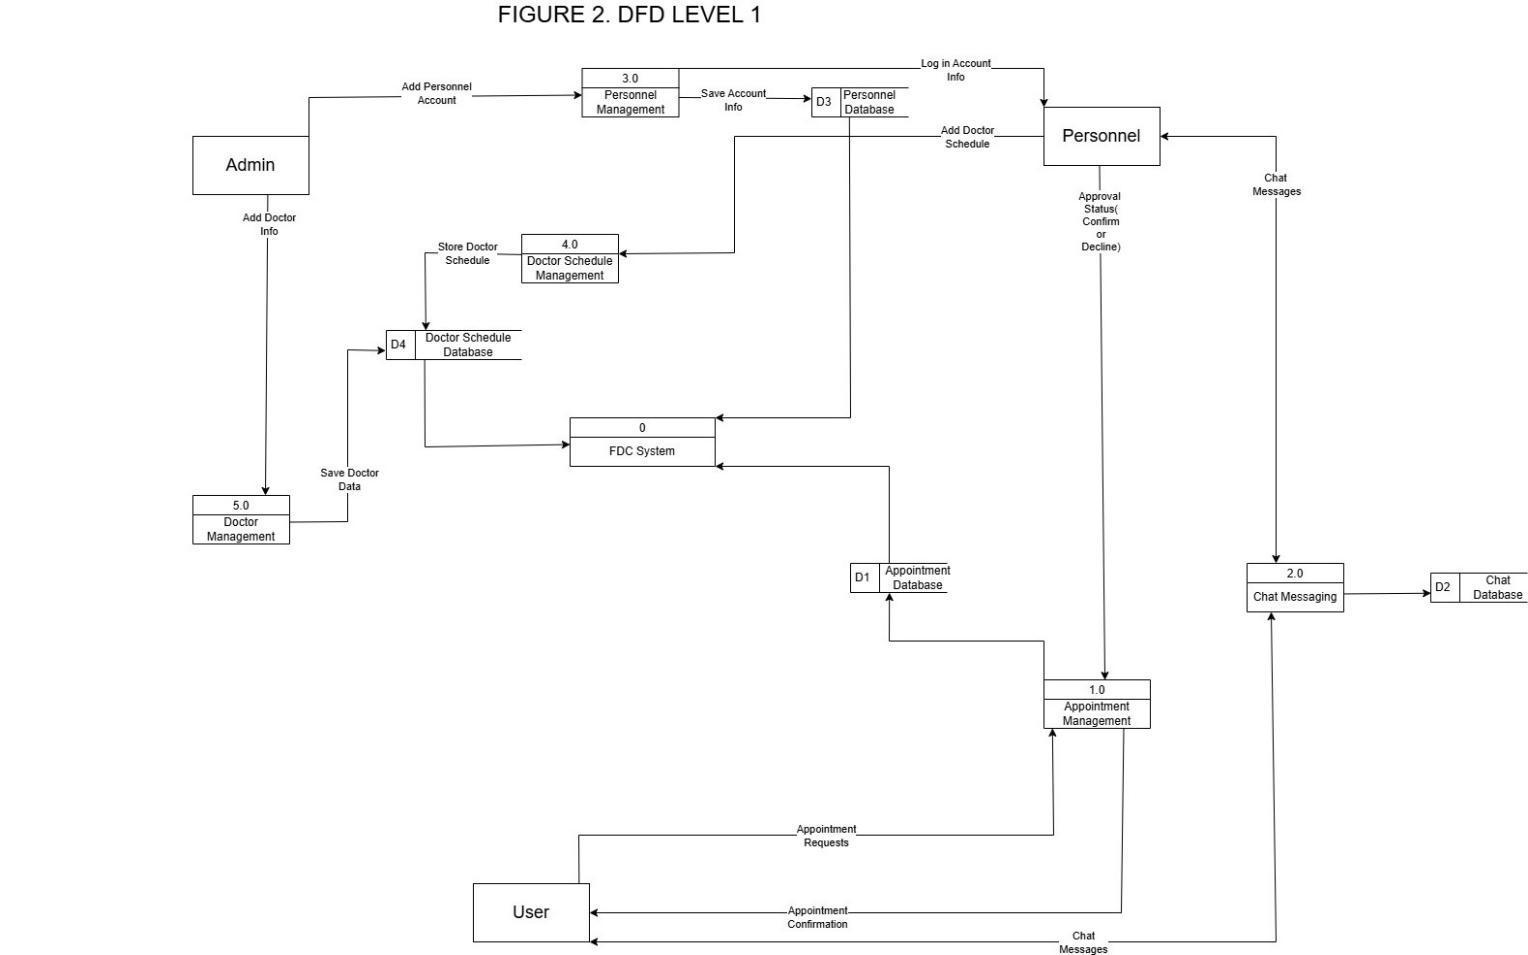 FIGURE 2. DFD LEVEL 1
Log in Account
Info
3.0
Personnel
Management
Add Personnel
Account
Save Account
Info
D3
Personnel
Database
Personnel
Add Doctor
Schedule
Admin
Chat
Messages
Approval
Status(
Confirm
or
Decline)
Add Doctor
Info
4.0
Doctor Schedule
Management
Store Doctor
Schedule
D4
Doctor Schedule
Database
0
FDC System
Save Doctor
Data
5.0
Doctor
Management
D1
Appointment
Database
2.0
Chat Messaging
D2
Chat
Database
1.0
Appointment
Management
Appointment
Requests
User
Appointment
Confirmation
Chat
Messages